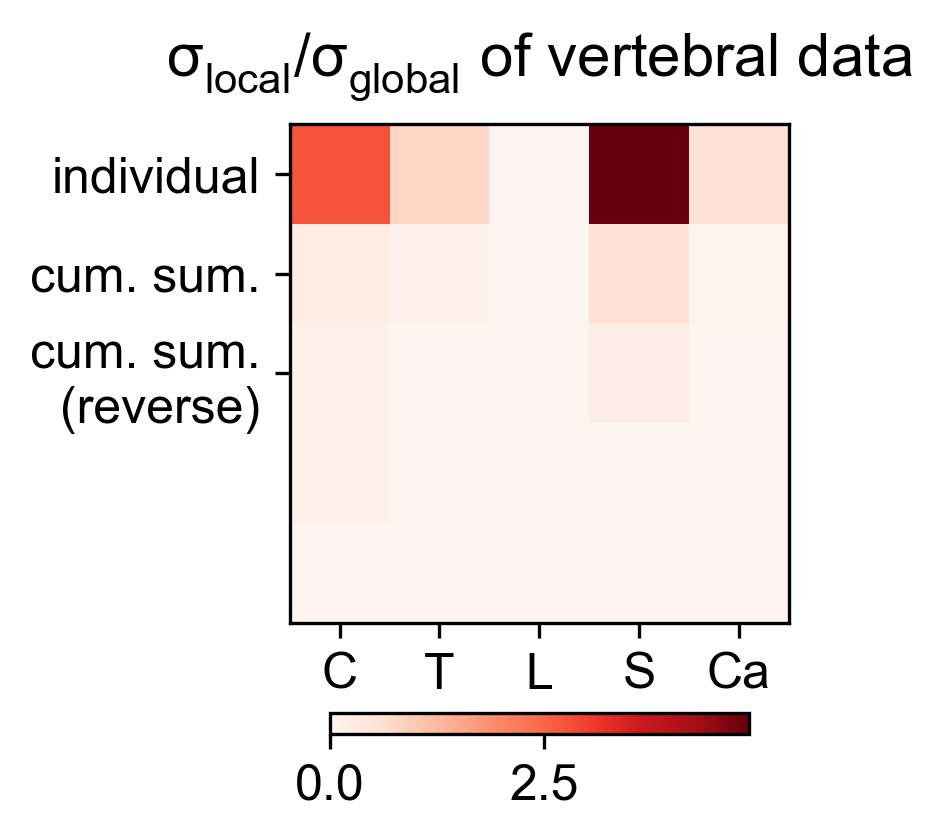 σlocal/σglobal of vertebral data
individual
cum. sum.
cum. sum.
(reverse)
C T L S Ca
0.0 2.5